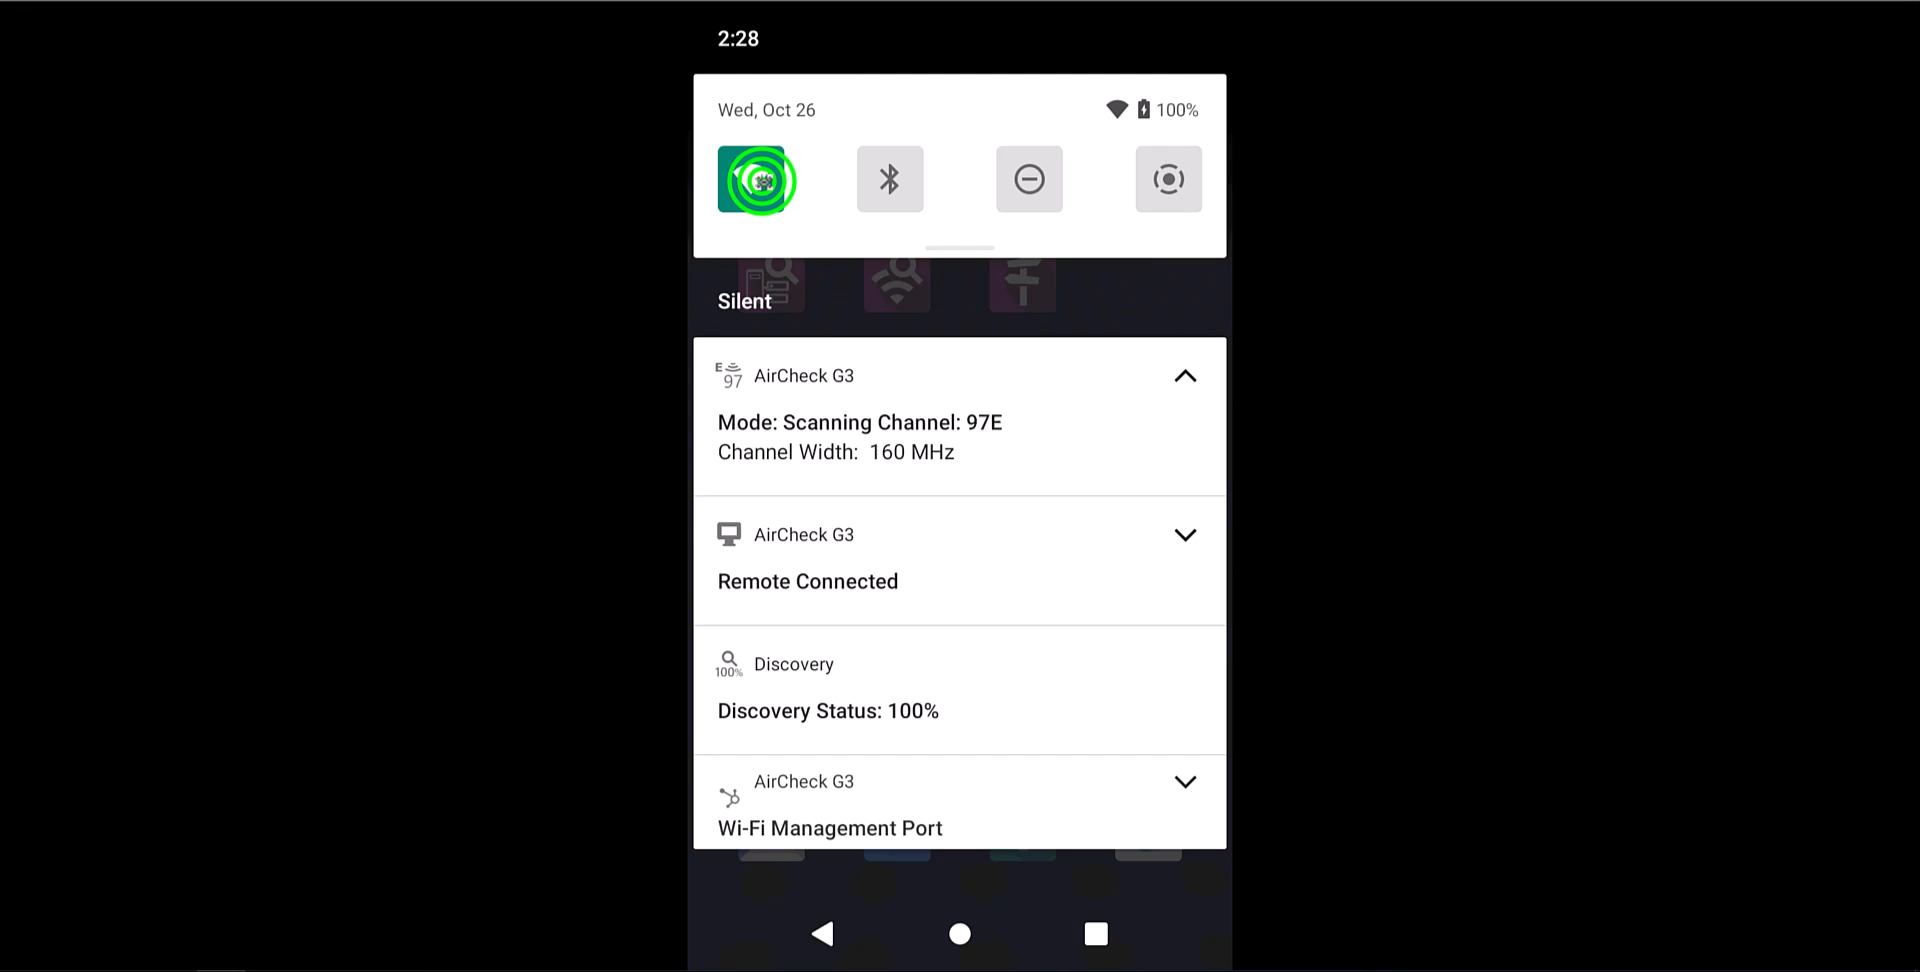 2:28
Wed, Oct 26
100%
Silent
E
97
AirCheck G3
Mode: Scanning Channel: 97E
Channel Width: 160 MHz
AirCheck G3
Remote Connected
100%
Discovery
Discovery Status: 100%
AirCheck G3
Wi-Fi Management Port